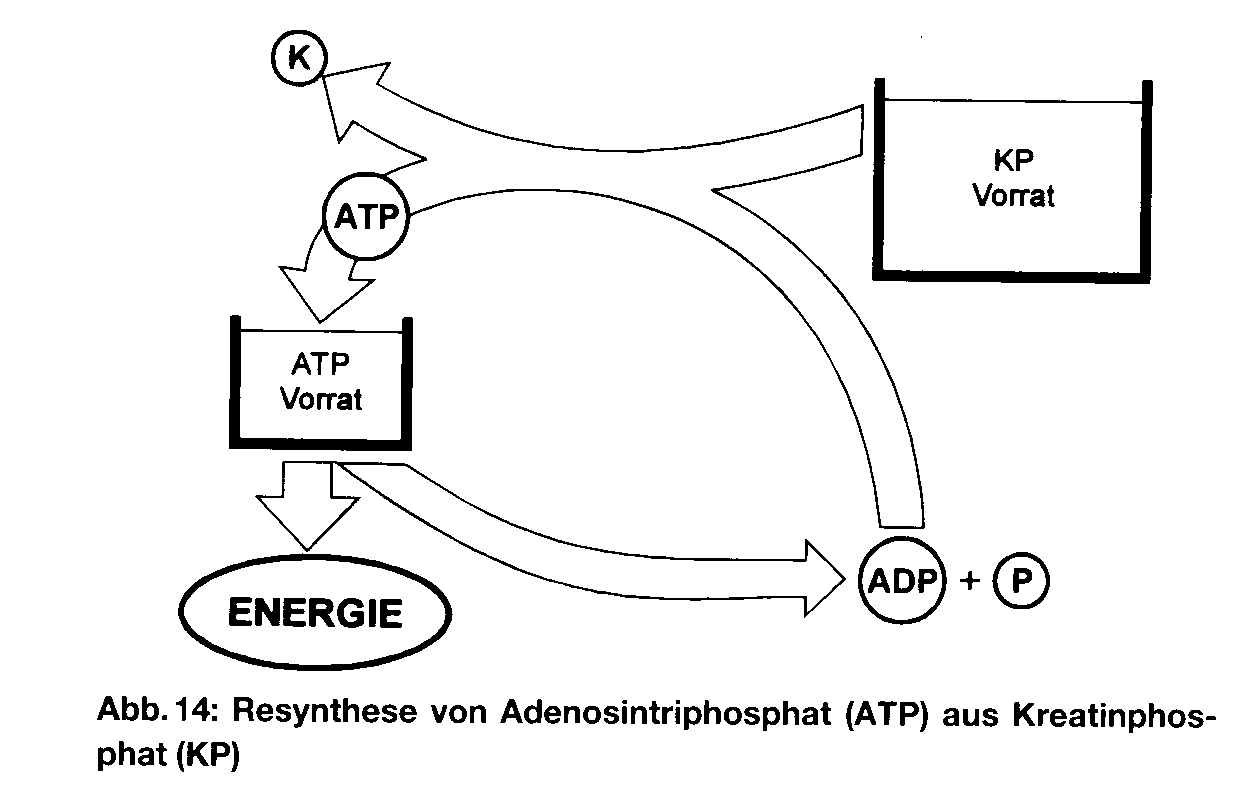 K
KP
Vorrat
ATP
ATP
Vorrat
ENERGIE
ADP + P
Abb. 14: Resynthese von Adenosintriphosphat (ATP) aus Kreatinphos-
phat (KP)